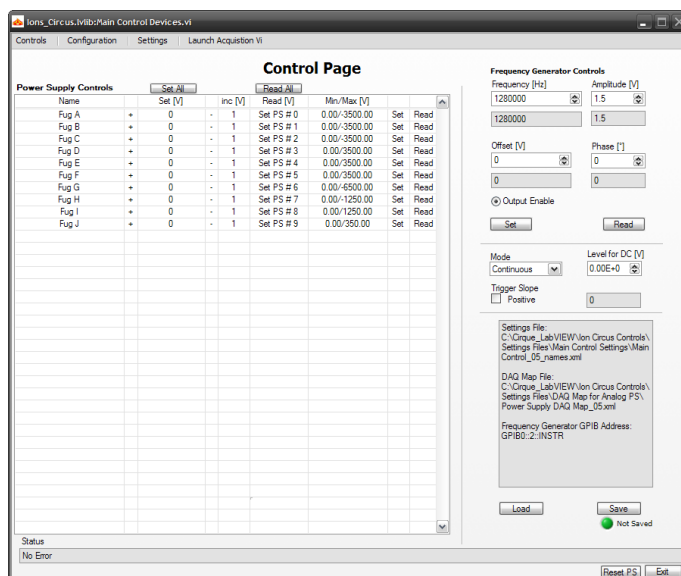 Ions_Circus.lvlib:Main Control Devices.vi
Controls Configuration Settings Launch Acquistion Vi
Control Page
Power Supply Controls Set All Read All
Name Set [V] inc [V] Read [V] Min/Max [V]
Fug A + 0 - 1 Set PS # 0 0.00/-3500.00 Set Read
Fug B + 0 - 1 Set PS # 1 0.00/-3500.00 Set Read
Fug C + 0 - 1 Set PS # 2 0.00/-3500.00 Set Read
Fug D + 0 - 1 Set PS # 3 0.00/3500.00 Set Read
Fug E + 0 - 1 Set PS # 4 0.00/3500.00 Set Read
Fug F + 0 - 1 Set PS # 5 0.00/3500.00 Set Read
Fug G + 0 - 1 Set PS # 6 0.00/-6500.00 Set Read
Fug H + 0 - 1 Set PS # 7 0.00/-1250.00 Set Read
Fug I + 0 - 1 Set PS # 8 0.00/1250.00 Set Read
Fug J + 0 - 1 Set PS # 9 0.00/350.00 Set Read
Frequency Generator Controls
Frequency [Hz] Amplitude [V]
1280000 1.5
1280000 1.5
Offset [V] Phase [°]
0 0
0 0
Output Enable
Set Read
Mode Level for DC [V]
Continuous 0.00E+0
Trigger Slope
Positive 0
Settings File:
C:\Cirque_LabVIEW\Ion Circus Controls\
Settings Files\Main Control Settings\Main
Control_05_names.xml
DAQ Map File:
C:\Cirque_LabVIEW\Ion Circus Controls\
Settings Files\DAQ Map for Analog PS\
Power Supply DAQ Map_05.xml
Frequency Generator GPIB Address:
GPIB0::2::INSTR
Load Save
Not Saved
Status
No Error
Reset PS Exit